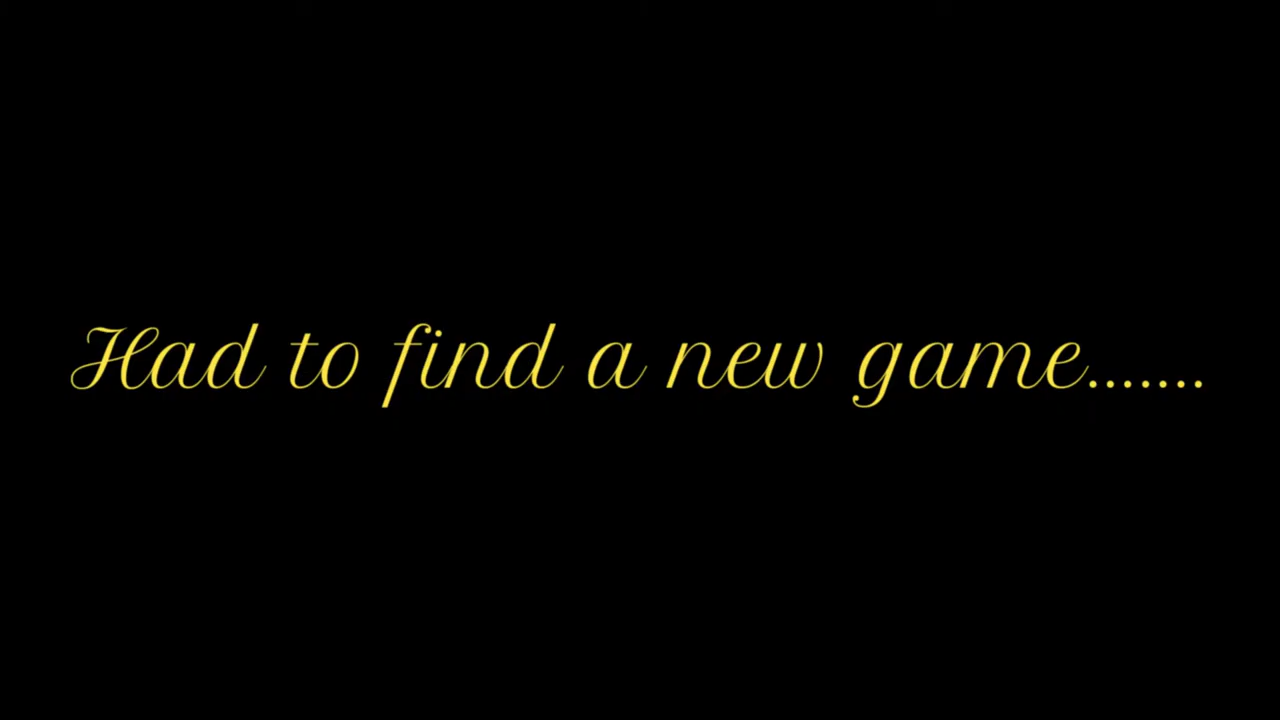 Had to find a new game.......